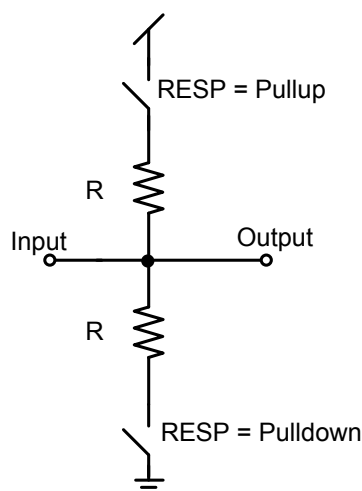 RESP = Pullup
R
Input
Output
R
RESP = Pulldown